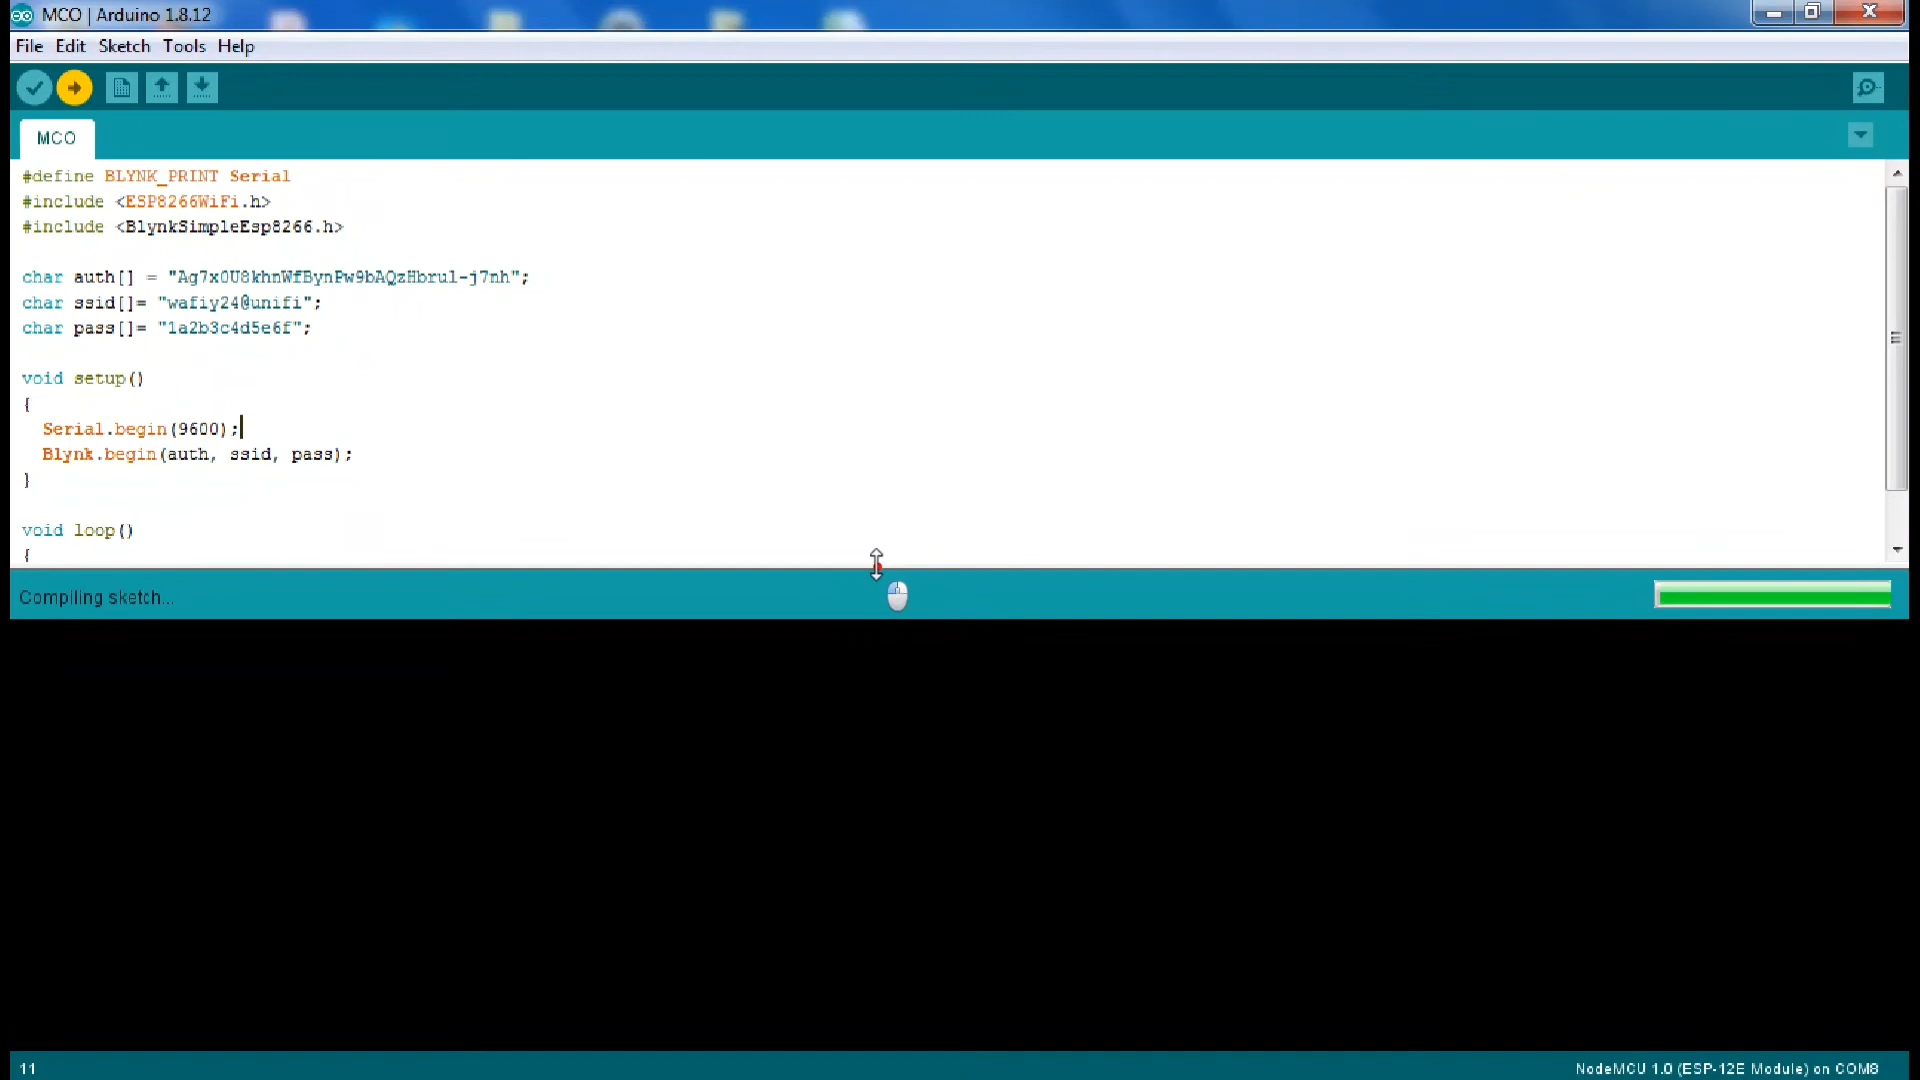 MCO | Arduino 1.8.12
File Edit Sketch Tools Help
MCO
#define BLYNK_PRINT Serial
#include <ESP8266WiFi.h>
#include <BlynkSimpleEsp8266.h>
char auth[] = "Ag7x0U8khnWfBynPw9bAQzHbrul-j7nh";
char ssid[]= "wafiy24@unifi";
char pass[]= "1a2b3c4d5e6f";
void setup()
{
Serial.begin(9600);
Blynk.begin(auth, ssid, pass);
}
void loop()
{
Compiling sketch...
11
NodeMCU 1.0 (ESP-12E Module) on COM8